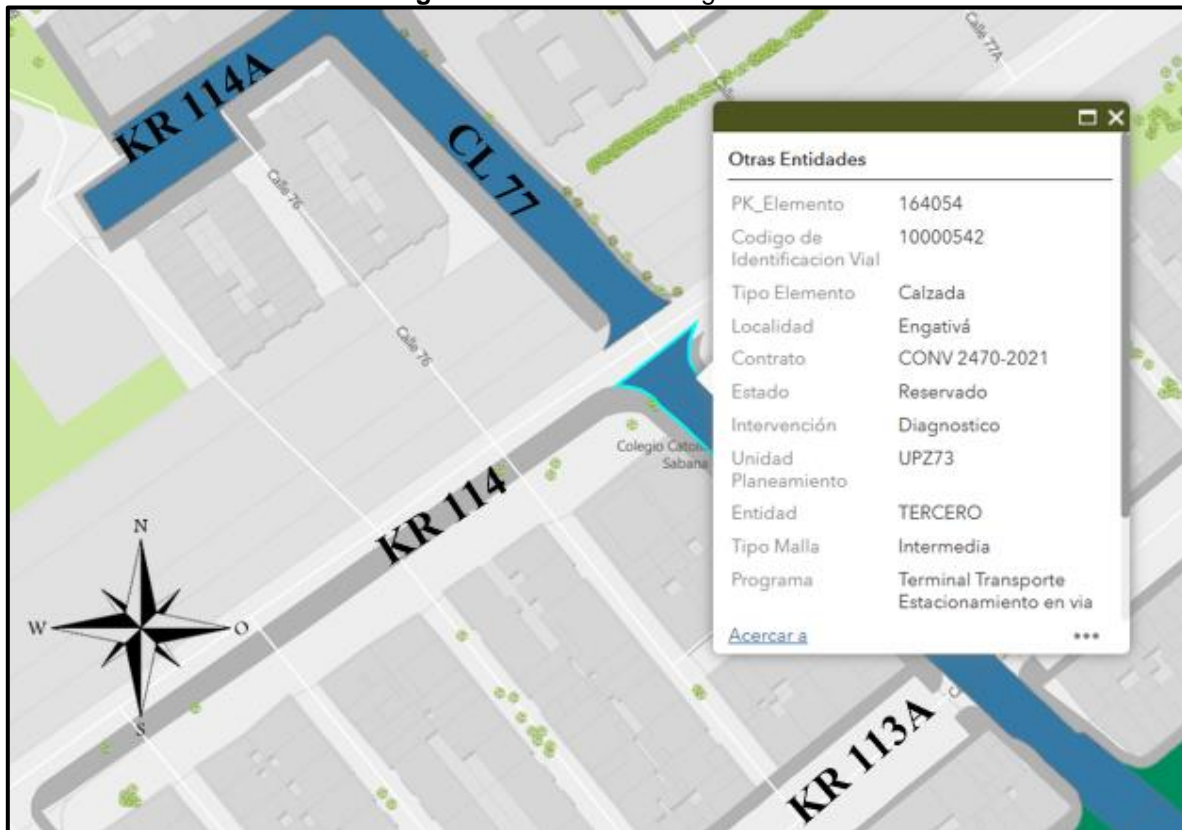 Calle 77A
KR 114A
CL 77
Calle 76
Calle 76
Colegio
Sabana
KR 114
KR 113A
N
W
O
S
Otras Entidades
PK_Elemento 164054
Codigo de 10000542
Identificacion Vial
Tipo Elemento Calzada
Localidad Engativá
Contrato CONV 2470-2021
Estado Reservado
Intervención Diagnostico
Unidad UPZ73
Planeamiento
Entidad TERCERO
Tipo Malla Intermedia
Programa Terminal Transporte
Estacionamiento en via
Acercar a